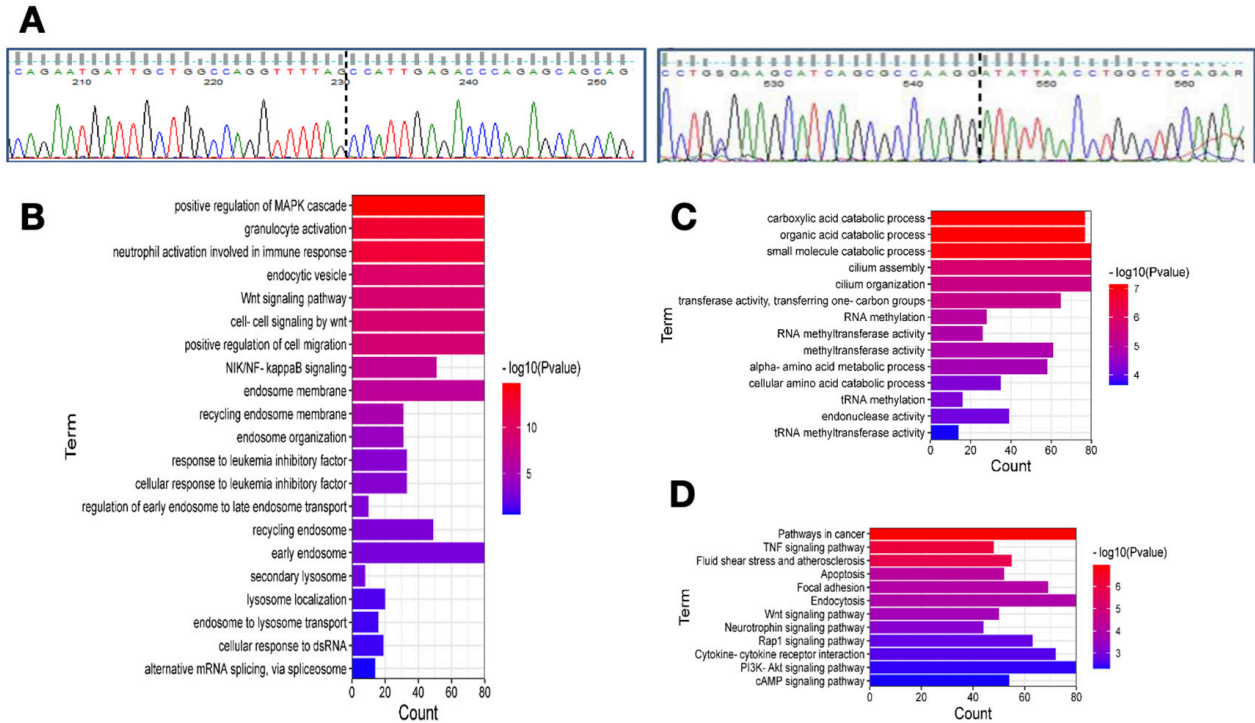 A
CAGAATGATTGCTGGCCAGGTTTTAGCCATTGAGACCCAGAGCAGCAG
210 220 230 240 250
CCTGSGAAGCATCAGCGCCAAGGATATTAACCTGGCTGCAGAR
530 540 550 560
B
positive regulation of MAPK cascade
granulocyte activation
neutrophil activation involved in immune response
endocytic vesicle
Wnt signaling pathway
cell- cell signaling by wnt
positive regulation of cell migration
NIK/NF- kappaB signaling
endosome membrane
recycling endosome membrane
endosome organization
response to leukemia inhibitory factor
cellular response to leukemia inhibitory factor
regulation of early endosome to late endosome transport
recycling endosome
early endosome
secondary lysosome
lysosome localization
endosome to lysosome transport
cellular response to dsRNA
alternative mRNA splicing, via spliceosome
Term
0 20 40 60 80
Count
- log10(Pvalue)
10
5
C
carboxylic acid catabolic process
organic acid catabolic process
small molecule catabolic process
cilium assembly
cilium organization
transferase activity, transferring one- carbon groups
RNA methylation
RNA methyltransferase activity
methyltransferase activity
alpha- amino acid metabolic process
cellular amino acid catabolic process
tRNA methylation
endonuclease activity
tRNA methyltransferase activity
Term
0 20 40 60 80
Count
- log10(Pvalue)
7
6
5
4
D
Pathways in cancer
TNF signaling pathway
Fluid shear stress and atherosclerosis
Apoptosis
Focal adhesion
Endocytosis
Wnt signaling pathway
Neurotrophin signaling pathway
Rap1 signaling pathway
Cytokine- cytokine receptor interaction
PI3K- Akt signaling pathway
cAMP signaling pathway
Term
0 20 40 60 80
Count
- log10(Pvalue)
6
5
4
3